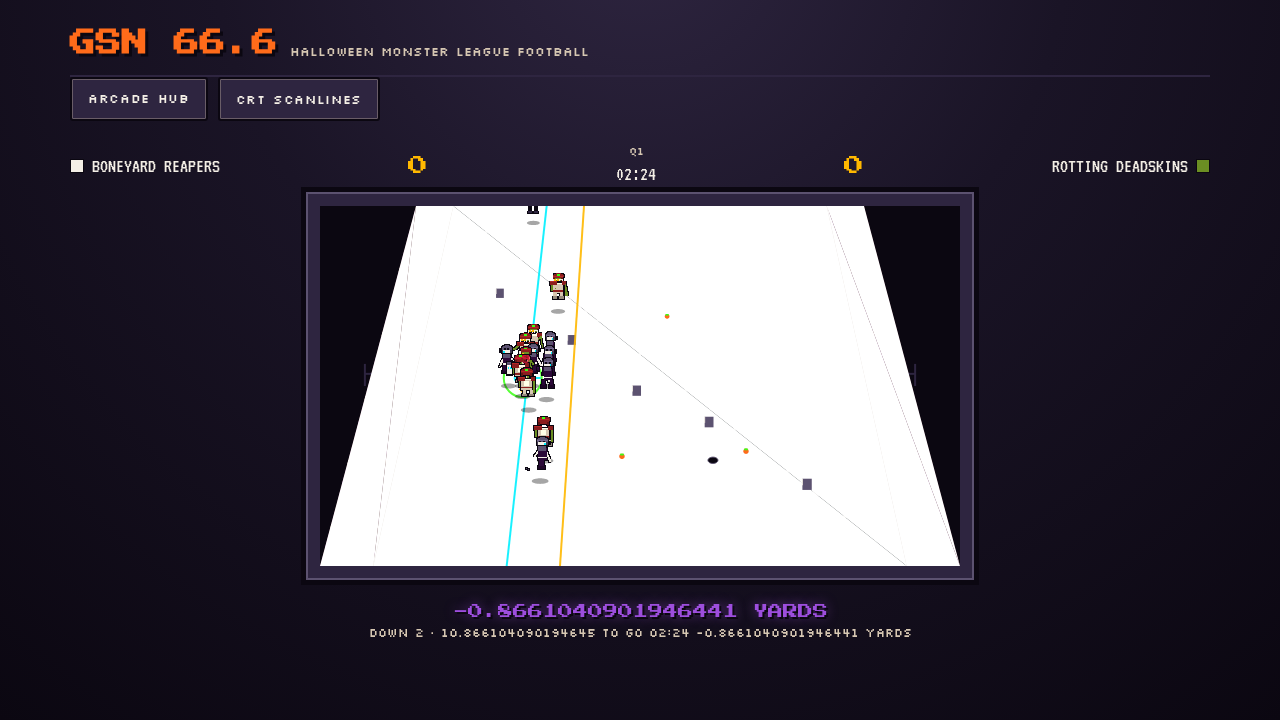 GSN 66.6
HALLOWEEN MONSTER LEAGUE FOOTBALL
ARCADE HUB
CRT SCANLINES
BONEYARD REAPERS
0
Q1
02:24
0
ROTTING DEADSKINS
-0.8661040901946441 YARDS
DOWN 2 · 10.866104090194645 TO GO 02:24 -0.8661040901946441 YARDS